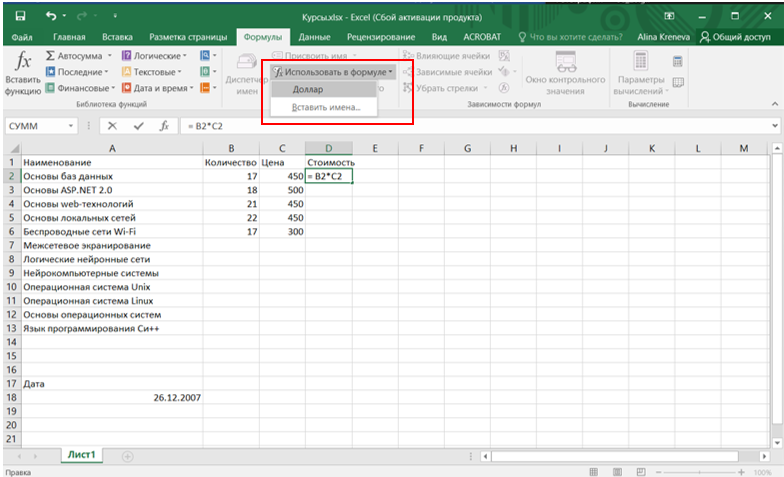 Курсы.xlsx - Excel (Сбой активации продукта)
Файл Главная Вставка Разметка страницы Формулы Данные Рецензирование Вид ACROBAT Что вы хотите сделать? Alina Kreneva Общий доступ
fx Вставить функцию
Σ Автосумма
Последние
Финансовые
Логические
Текстовые
Дата и время
Библиотека функций
Диспетчер имен
Присвоить имя
Использовать в формуле
Доллар
Вставить имена...
Влияющие ячейки
Зависимые ячейки
Убрать стрелки
Зависимости формул
Окно контрольного значения
Параметры вычислений
Вычисление
СУММ fx = B2*C2
A B C D E F G H I J K L M
1 Наименование Количество Цена Стоимость
2 Основы баз данных 17 450 = B2*C2
3 Основы ASP.NET 2.0 18 500
4 Основы web-технологий 21 450
5 Основы локальных сетей 22 450
6 Беспроводные сети Wi-Fi 17 300
7 Межсетевое экранирование
8 Логические нейронные сети
9 Нейрокомпьютерные системы
10 Операционная система Unix
11 Операционная система Linux
12 Основы операционных систем
13 Язык программирования Си++
14
15
16
17 Дата
18 26.12.2007
19
20
21
Лист1
Правка 100%